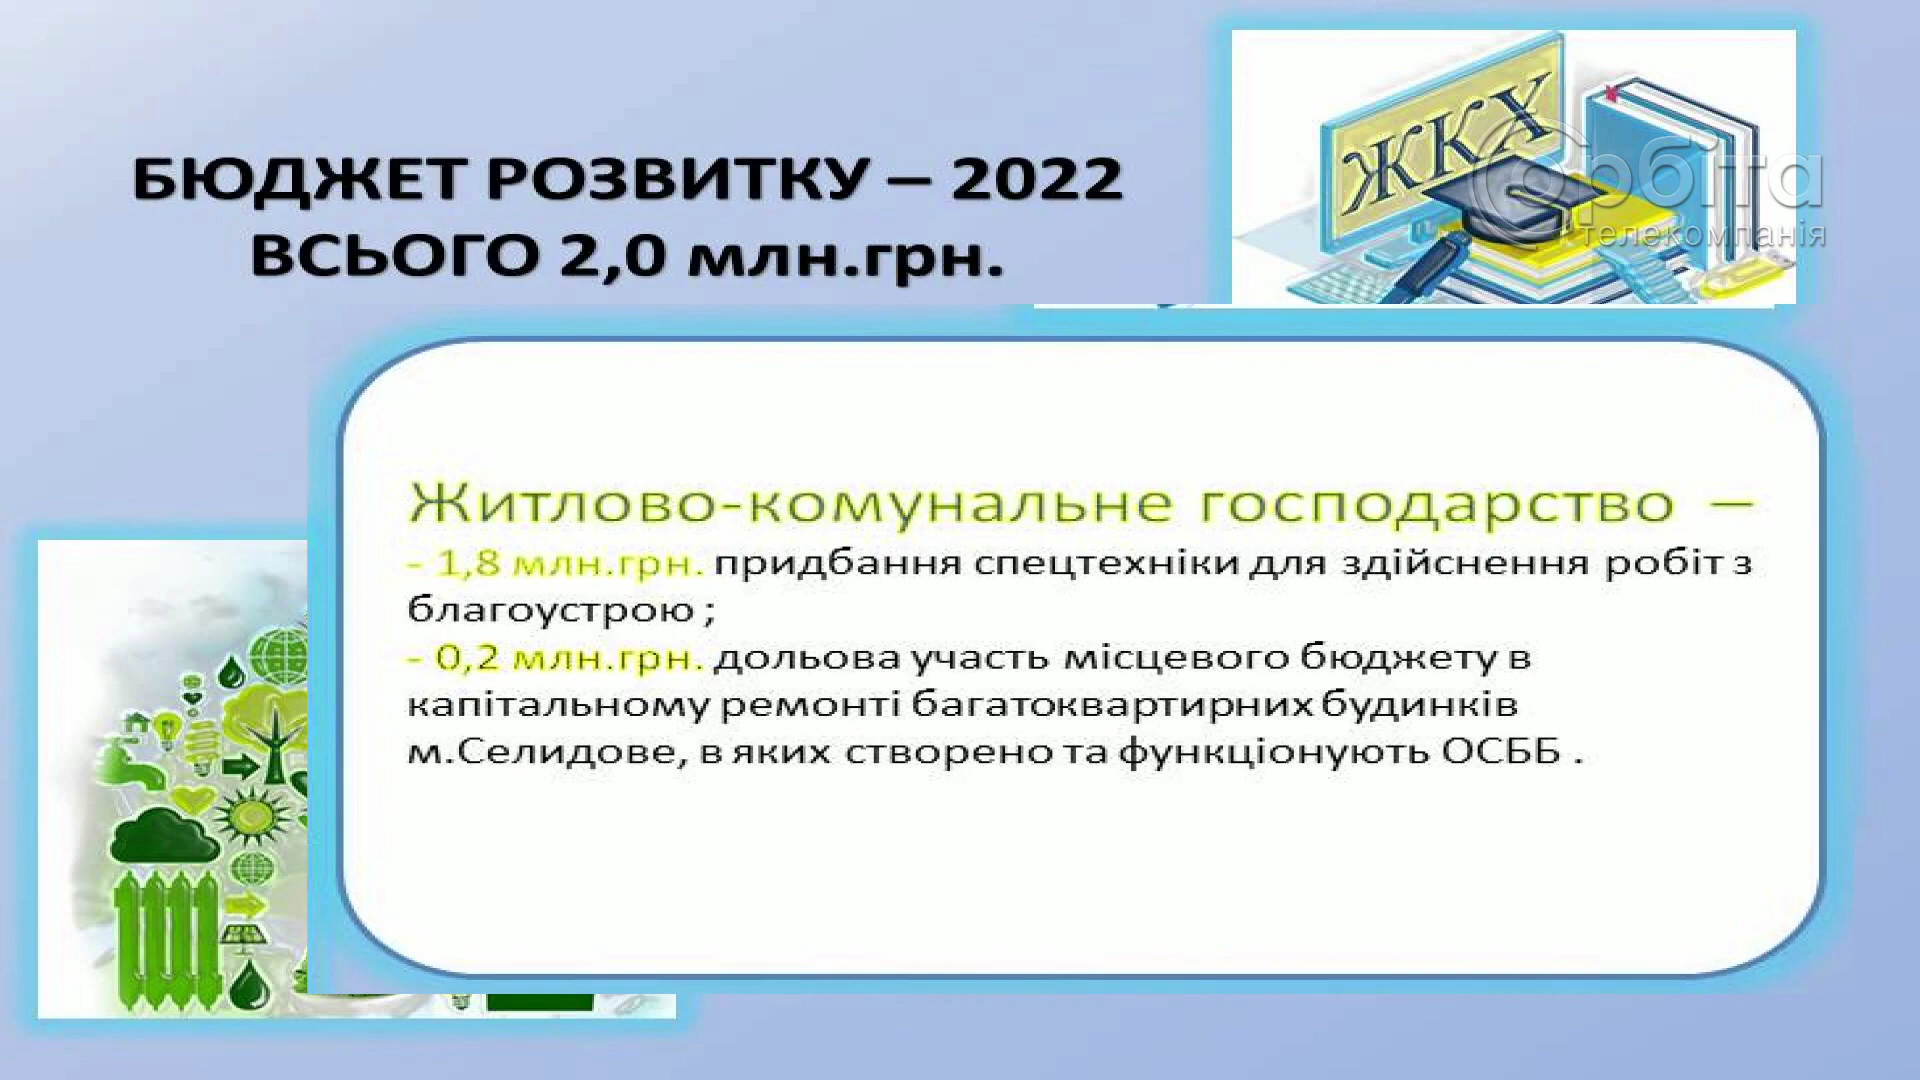 БЮДЖЕТ РОЗВИТКУ – 2022
ВСЬОГО 2,0 млн.грн.
ЖКХ
Орбіта
телекомпанія
Житлово-комунальне господарство –
- 1,8 млн.грн. придбання спецтехніки для здійснення робіт з
благоустрою ;
- 0,2 млн.грн. дольова участь місцевого бюджету в
капітальному ремонті багатоквартирних будинків
м.Селидове, в яких створено та функціонують ОСББ .